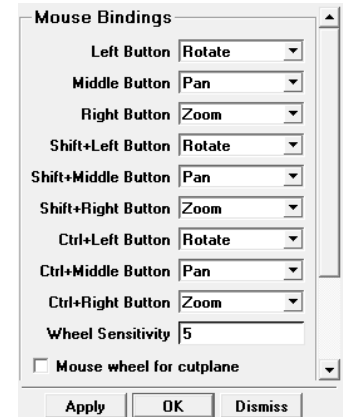 Mouse Bindings
Left Button Rotate
Middle Button Pan
Right Button Zoom
Shift+Left Button Rotate
Shift+Middle Button Pan
Shift+Right Button Zoom
Ctrl+Left Button Rotate
Ctrl+Middle Button Pan
Ctrl+Right Button Zoom
Wheel Sensitivity 5
Mouse wheel for cutplane
Apply OK Dismiss